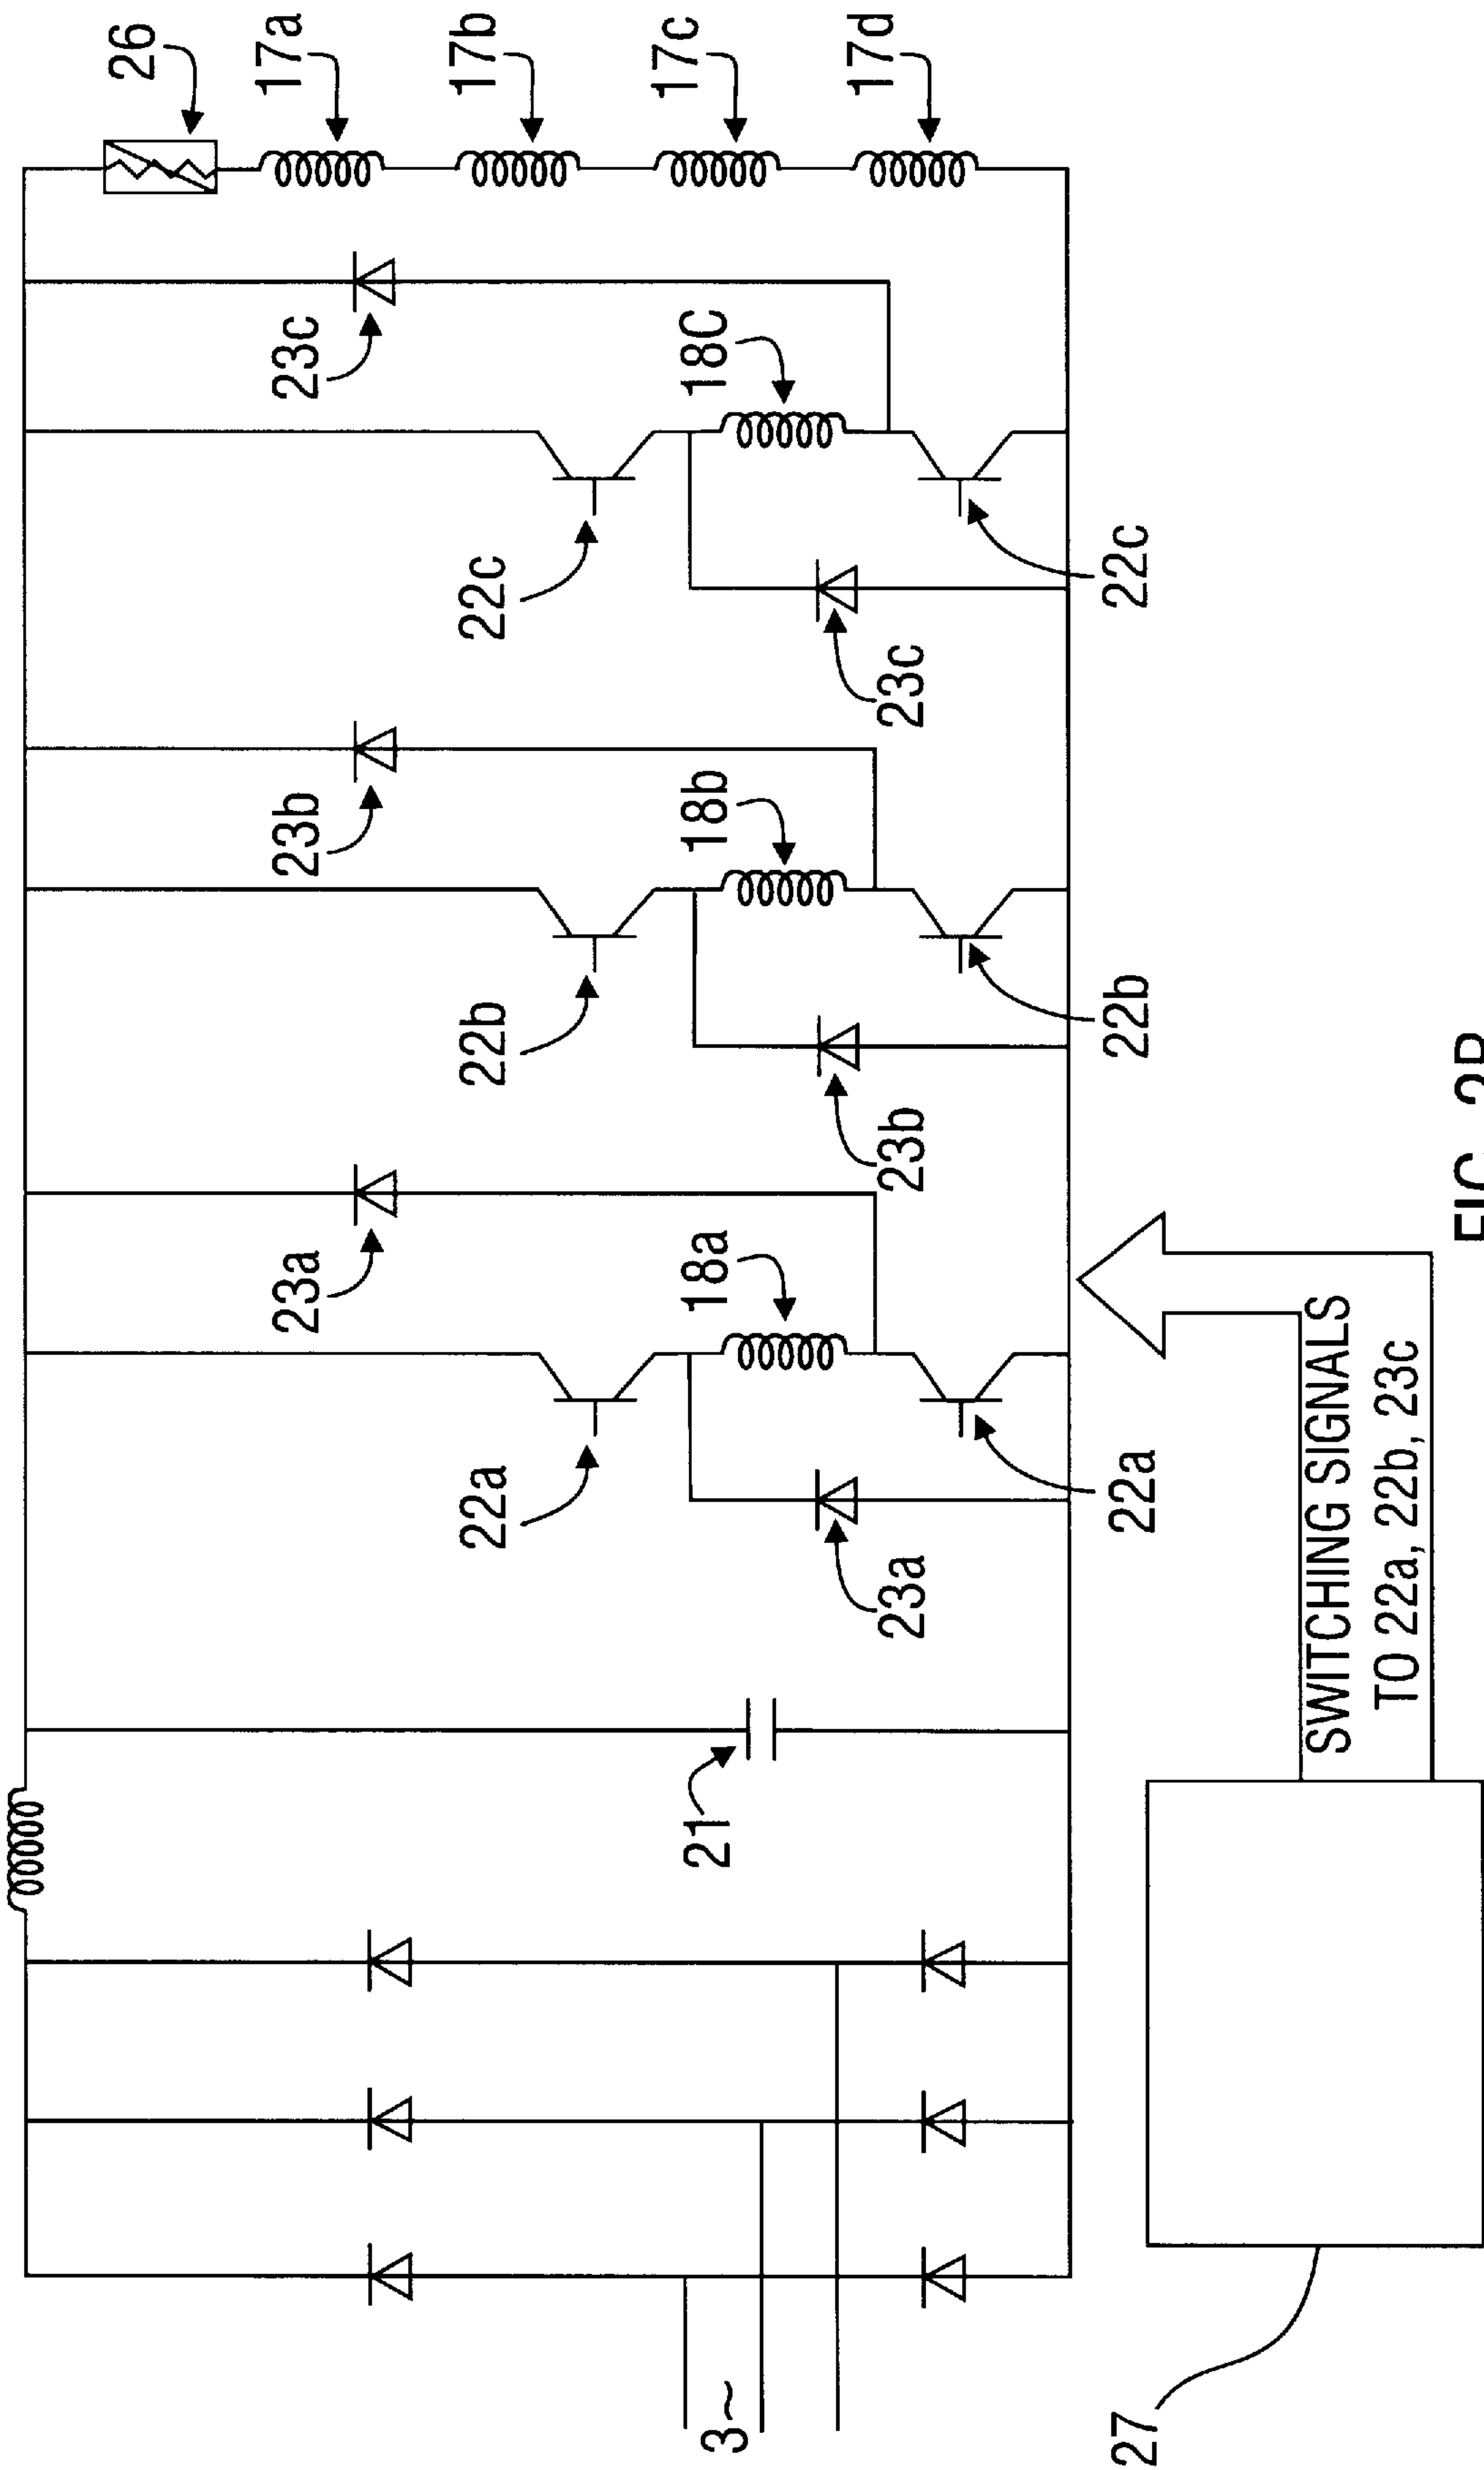 26
17a
23a
23b
23c
22a
22b
22c
17b
17c
21
18a
18b
18C
3~
17d
23a
23b
23c
27
22a
22b
22c
SWITCHING SIGNALS
TO 22a, 22b, 23c
FIG.